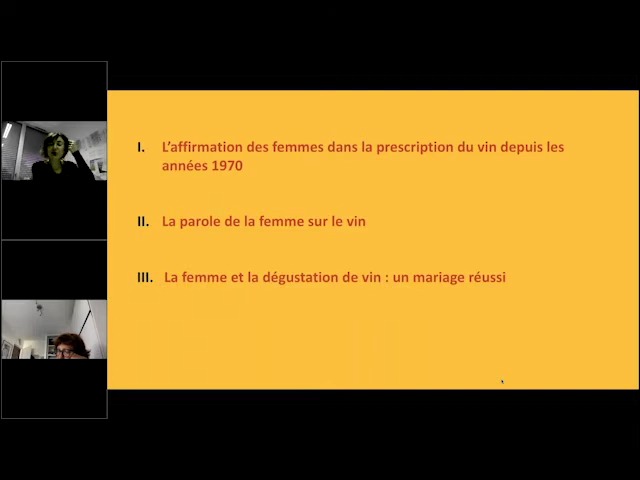 I. L'affirmation des femmes dans la prescription du vin depuis les
années 1970
II. La parole de la femme sur le vin
III. La femme et la dégustation de vin : un mariage réussi